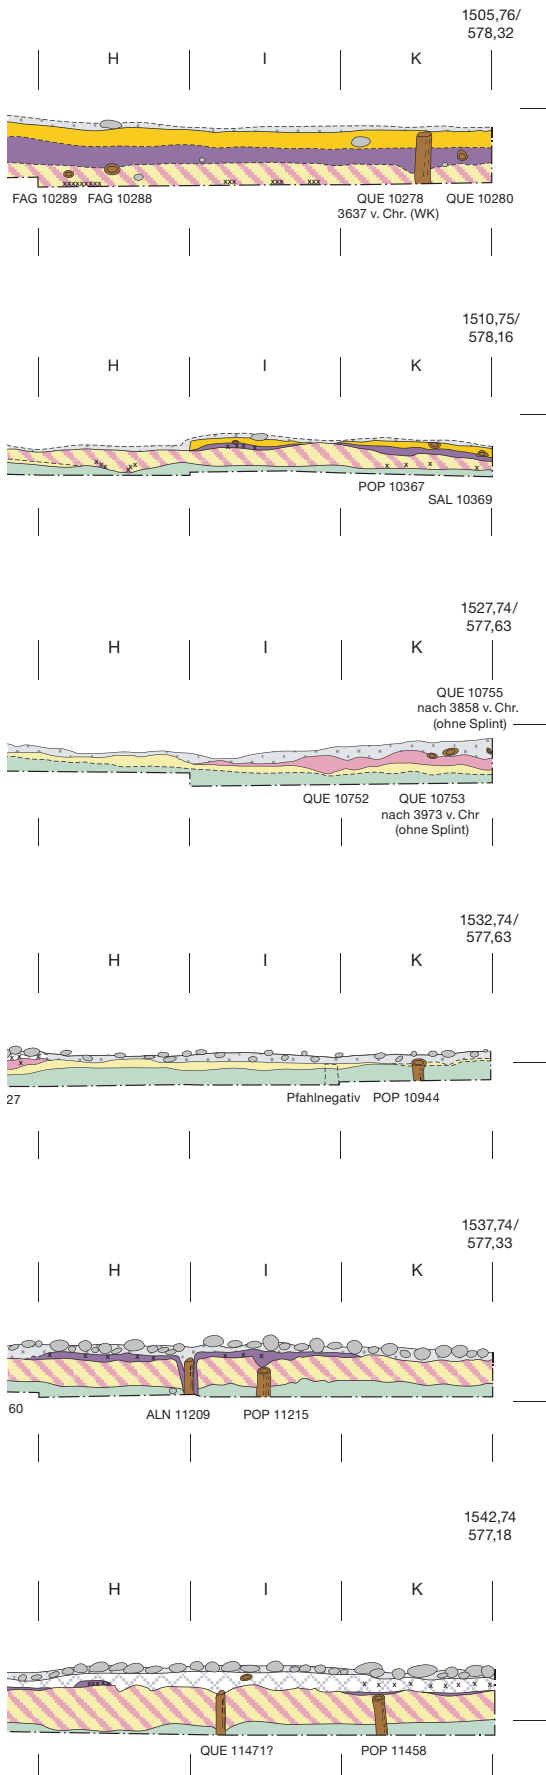 1505,76/
578,32
H I K
FAG 10289 FAG 10288 QUE 10278 QUE 10280
3637 v. Chr. (WK)
1510,75/
578,16
H I K
POP 10367
SAL 10369
1527,74/
577,63
H I K
QUE 10755
nach 3858 v. Chr.
(ohne Splint)
QUE 10752 QUE 10753
nach 3973 v. Chr
(ohne Splint)
1532,74/
577,63
H I K
27 Pfahlnegativ POP 10944
1537,74/
577,33
H I K
60 ALN 11209 POP 11215
1542,74
577,18
H I K
QUE 11471? POP 11458